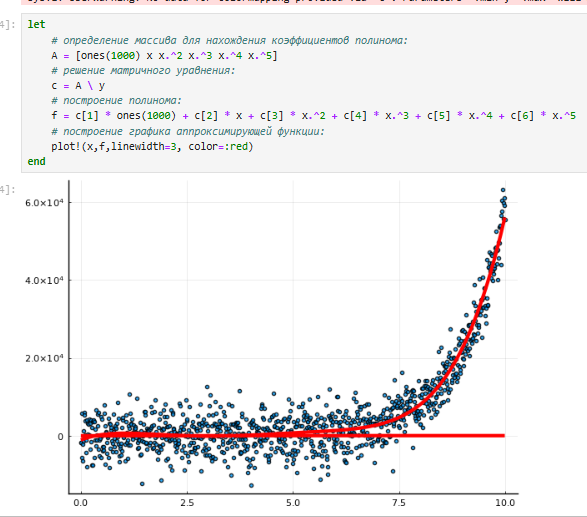 4]:
let
# определение массива для нахождения коэффициентов полинома:
A = [ones(1000) x x.^2 x.^3 x.^4 x.^5]
# решение матричного уравнения:
c = A \ y
# построение полинома:
f = c[1] * ones(1000) + c[2] * x + c[3] * x.^2 + c[4] * x.^3 + c[5] * x.^4 + c[6] * x.^5
# построение графика аппроксимирующей функции:
plot!(x,f,linewidth=3, color=:red)
end
4]:
6.0×10⁴
4.0×10⁴
2.0×10⁴
0
0.0 2.5 5.0 7.5 10.0